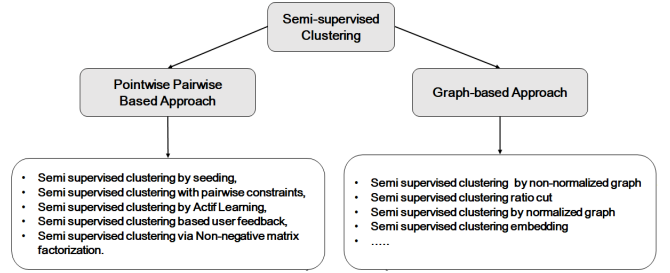 Semi-supervised
Clustering
Pointwise Pairwise
Based Approach
Graph-based Approach
• Semi supervised clustering by seeding,
• Semi supervised clustering with pairwise constraints,
• Semi supervised clustering by Actif Learning,
• Semi supervised clustering based user feedback,
• Semi supervised clustering via Non-negative matrix
factorization.
• Semi supervised clustering by non-normalized graph
• Semi supervised clustering ratio cut
• Semi supervised clustering by normalized graph
• Semi supervised clustering embedding
• .....